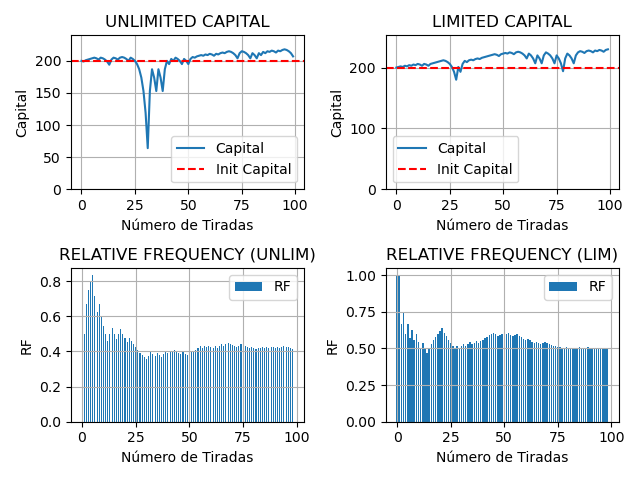 UNLIMITED CAPITAL
Capital
200
150
100
50
0
Capital
Init Capital
0 25 50 75 100
Número de Tiradas
LIMITED CAPITAL
Capital
200
100
0
Capital
Init Capital
0 25 50 75 100
Número de Tiradas
RELATIVE FREQUENCY (UNLIM)
RF
0.8
0.6
0.4
0.2
0.0
RF
0 25 50 75 100
Número de Tiradas
RELATIVE FREQUENCY (LIM)
RF
1.00
0.75
0.50
0.25
0.00
RF
0 25 50 75 100
Número de Tiradas